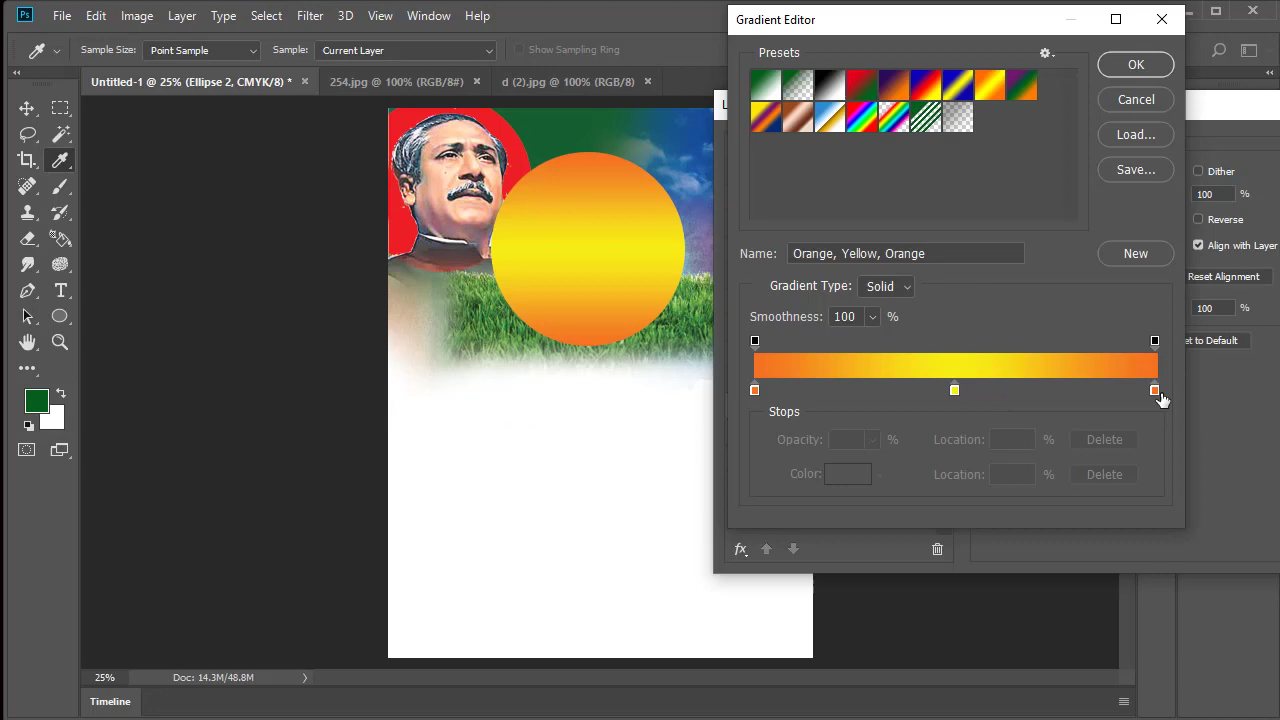 Ps File Edit Image Layer Type Select Filter 3D View Window Help
Gradient Editor
Sample Size: Point Sample Sample: Current Layer Show Sampling Ring
Untitled-1 @ 25% (Ellipse 2, CMYK/8) * 254.jpg @ 100% (RGB/8#) d (2).jpg @ 100% (RGB/8)
Presets
OK
Cancel
Load...
Save...
Name: Orange, Yellow, Orange New
Gradient Type: Solid
Smoothness: 100 %
Stops
Opacity: % Location: % Delete
Color: Location: % Delete
Dither
100 %
Reverse
Align with Layer
Reset Alignment
100 %
et to Default
fx
T
25% Doc: 14.3M/48.8M
Timeline